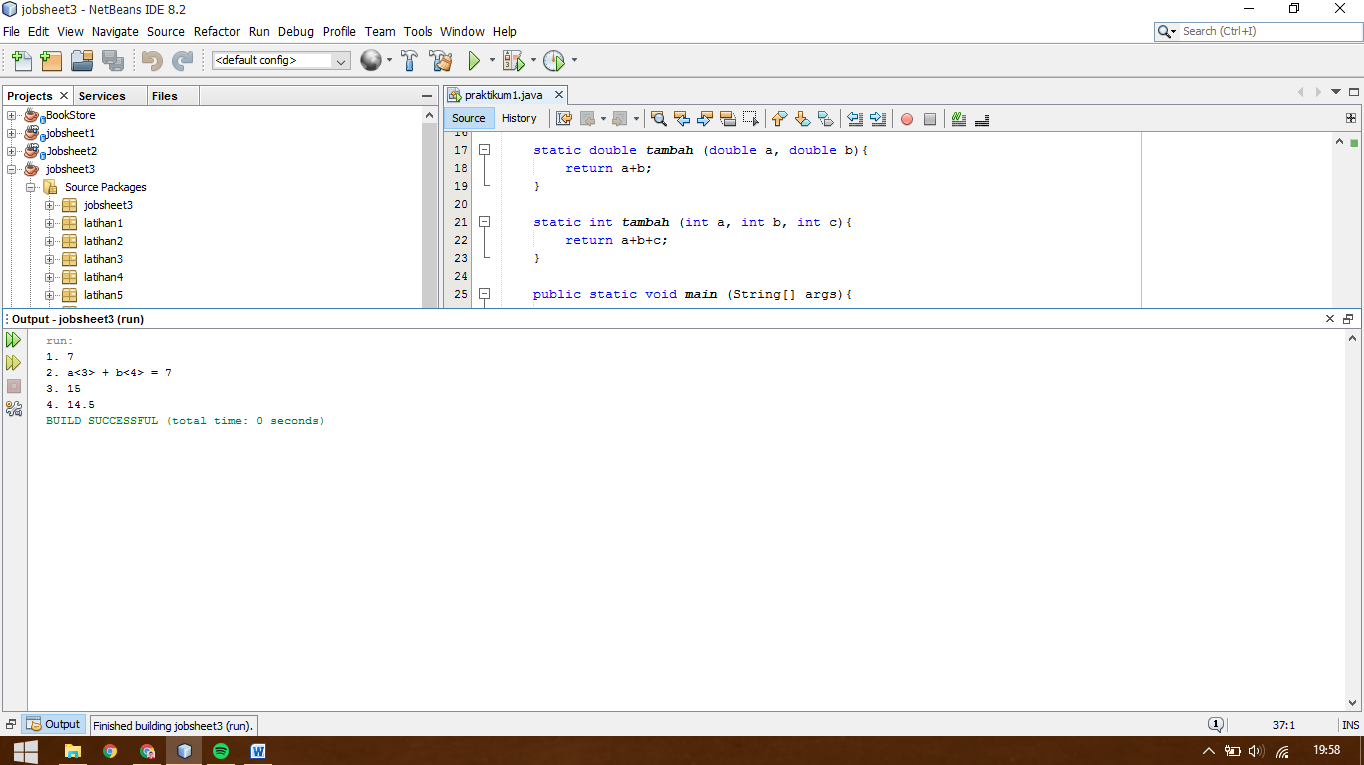 jobsheet3 - NetBeans IDE 8.2
File Edit View Navigate Source Refactor Run Debug Profile Team Tools Window Help
Search (Ctrl+I)
<default config>
Projects Services Files
BookStore
jobsheet1
Jobsheet2
jobsheet3
Source Packages
jobsheet3
latihan1
latihan2
latihan3
latihan4
latihan5
praktikum1.java
Source History
16
17 static double tambah (double a, double b){
18 return a+b;
19 }
20
21 static int tambah (int a, int b, int c){
22 return a+b+c;
23 }
24
25 public static void main (String[] args){
Output - jobsheet3 (run)
run:
1. 7
2. a<3> + b<4> = 7
3. 15
4. 14.5
BUILD SUCCESSFUL (total time: 0 seconds)
Output
Finished building jobsheet3 (run).
1
37:1
INS
19:58